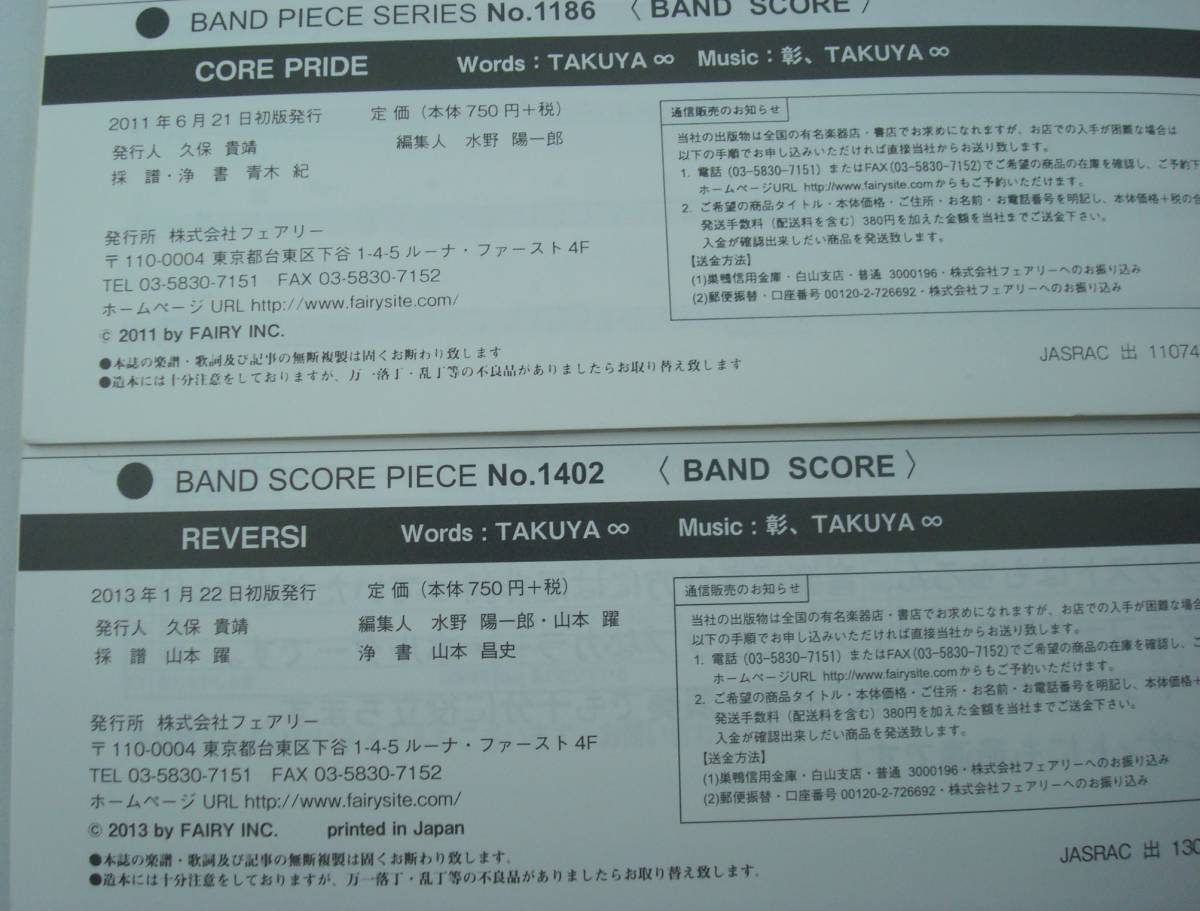 ● BAND PIECE SERIES No.1186 〈 BAND SCORE 〉
CORE PRIDE Words : TAKUYA ∞ Music : 彰、TAKUYA ∞
2011年6月21日初版発行 定 価（本体750円＋税）
発行人 久保 貴靖 編集人 水野 陽一郎
採 譜・浄 書 青木 紀
発行所 株式会社フェアリー
〒110-0004 東京都台東区下谷1-4-5ルーナ・ファースト4F
TEL 03-5830-7151 FAX 03-5830-7152
ホームページ URL http://www.fairysite.com/
© 2011 by FAIRY INC.
●本誌の楽譜・歌詞及び記事の無断複製は固くお断わり致します
●造本には十分注意をしておりますが、万一落丁・乱丁等の不良品がありましたらお取り替え致します
通信販売のお知らせ
当社の出版物は全国の有名楽器店・書店でお求めになれますが、お店での入手が困難な場合は
以下の手順でお申し込みいただければ直接当社からお送り致します。
1. 電話（03-5830-7151）またはFAX（03-5830-7152）でご希望の商品の在庫を確認し、ご予約下
ホームページURL http://www.fairysite.comからもご予約いただけます。
2. ご希望の商品タイトル・本体価格・ご住所・お名前・お電話番号を明記し、本体価格＋税の合
発送手数料（配送料を含む）380円を加えた金額を当社までご送金下さい。
入金が確認出来しだい商品を発送致します。
【送金方法】
(1)巣鴨信用金庫・白山支店・普通 3000196・株式会社フェアリーへのお振り込み
(2)郵便振替・口座番号 00120-2-726692・株式会社フェアリーへのお振り込み
JASRAC 出 11074
● BAND SCORE PIECE No.1402 〈 BAND SCORE 〉
REVERSI Words : TAKUYA ∞ Music : 彰、TAKUYA ∞
2013年1月22日初版発行 定 価（本体750円＋税）
発行人 久保 貴靖 編集人 水野 陽一郎・山本 躍
採 譜 山本 躍 浄 書 山本 昌史
発行所 株式会社フェアリー
〒110-0004 東京都台東区下谷1-4-5ルーナ・ファースト4F
TEL 03-5830-7151 FAX 03-5830-7152
ホームページ URL http://www.fairysite.com/
© 2013 by FAIRY INC. printed in Japan
●本誌の楽譜・歌詞及び記事の無断複製は固くお断わり致します。
●造本には十分注意をしておりますが、万一落丁・乱丁等の不良品がありましたらお取り替え致します。
通信販売のお知らせ
当社の出版物は全国の有名楽器店・書店でお求めになれますが、お店での入手が困難な場合
以下の手順でお申し込みいただければ直接当社からお送り致します。
1. 電話（03-5830-7151）またはFAX（03-5830-7152）でご希望の商品の在庫を確認し、ご
ホームページURL http://www.fairysite.comからもご予約いただけます。
2. ご希望の商品タイトル・本体価格・ご住所・お名前・お電話番号を明記し、本体価格＋
発送手数料（配送料を含む）380円を加えた金額を当社までご送金下さい。
入金が確認出来しだい商品を発送致します。
【送金方法】
(1)巣鴨信用金庫・白山支店・普通 3000196・株式会社フェアリーへのお振り込み
(2)郵便振替・口座番号 00120-2-726692・株式会社フェアリーへのお振り込み
JASRAC 出 130